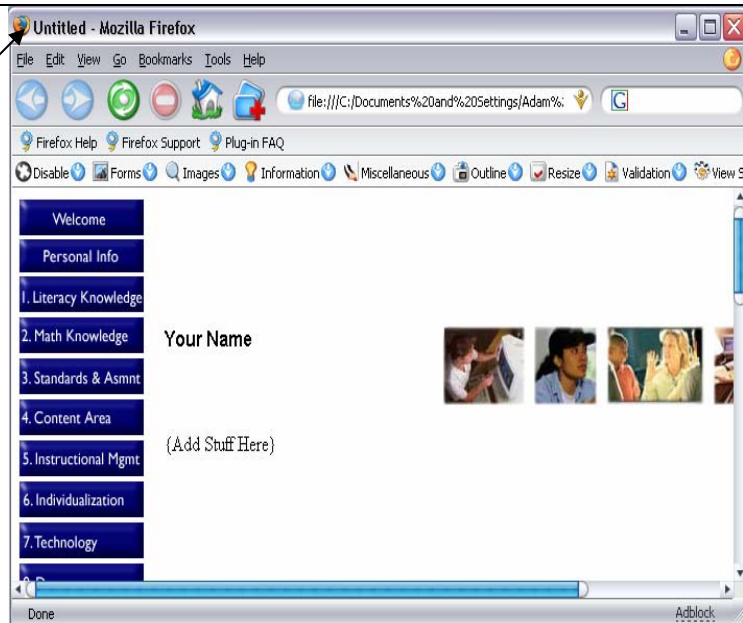 Untitled - Mozilla Firefox
File Edit View Go Bookmarks Tools Help
file:///C:/Documents%20and%20Settings/Adam%:
G
Firefox Help Firefox Support Plug-in FAQ
Disable Forms Images Information Miscellaneous Outline Resize Validation View S
Welcome
Personal Info
1. Literacy Knowledge
2. Math Knowledge
Your Name
3. Standards & Asmnt
4. Content Area
{Add Stuff Here}
5. Instructional Mgmt
6. Individualization
7. Technology
Done Adblock